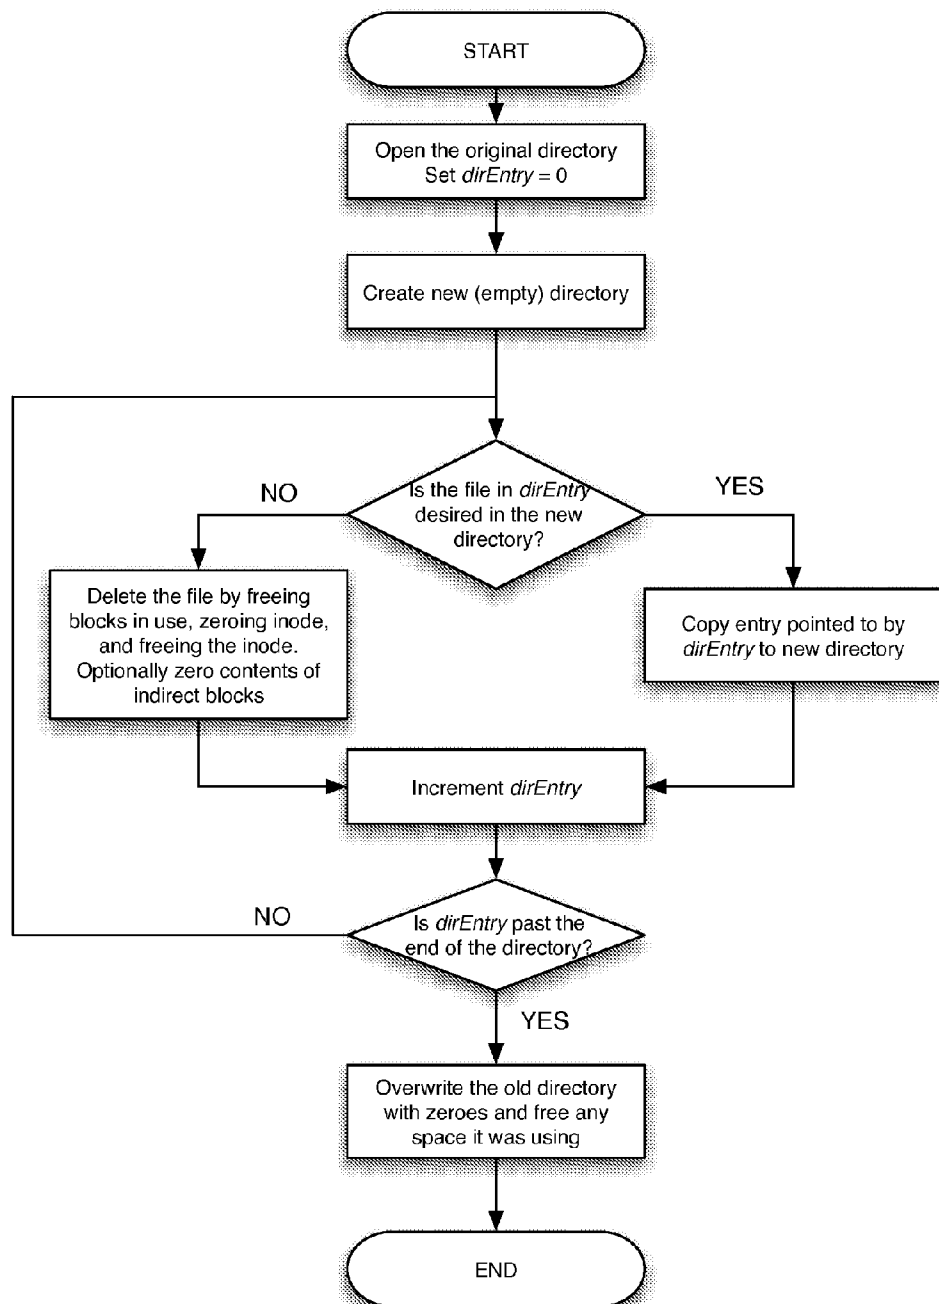 START
Open the original directory
Set dirEntry = 0
Create new (empty) directory
Is the file in dirEntry
desired in the new
directory?
NO
YES
Delete the file by freeing
blocks in use, zeroing inode,
and freeing the inode.
Optionally zero contents of
indirect blocks
Copy entry pointed to by
dirEntry to new directory
Increment dirEntry
Is dirEntry past the
end of the directory?
NO
YES
Overwrite the old directory
with zeroes and free any
space it was using
END